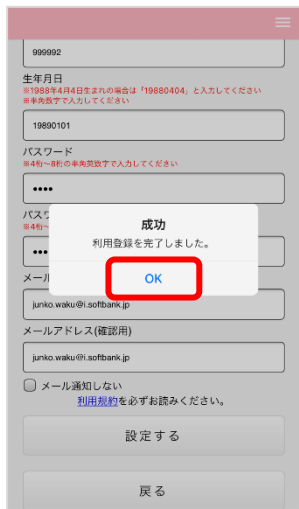 999992
生年月日
※1988年4月4日生まれの場合は「19880404」と入力してください
※半角数字で入力してください
19890101
パスワード
※4桁～8桁の半角英数字で入力してください
••••
パスワ
※4桁～
成功
利用登録を完了しました。
•••
OK
メー
junko.waku@i.softbank.jp
メールアドレス(確認用)
junko.waku@i.softbank.jp
メール通知しない
利用規約を必ずお読みください。
設定する
戻る